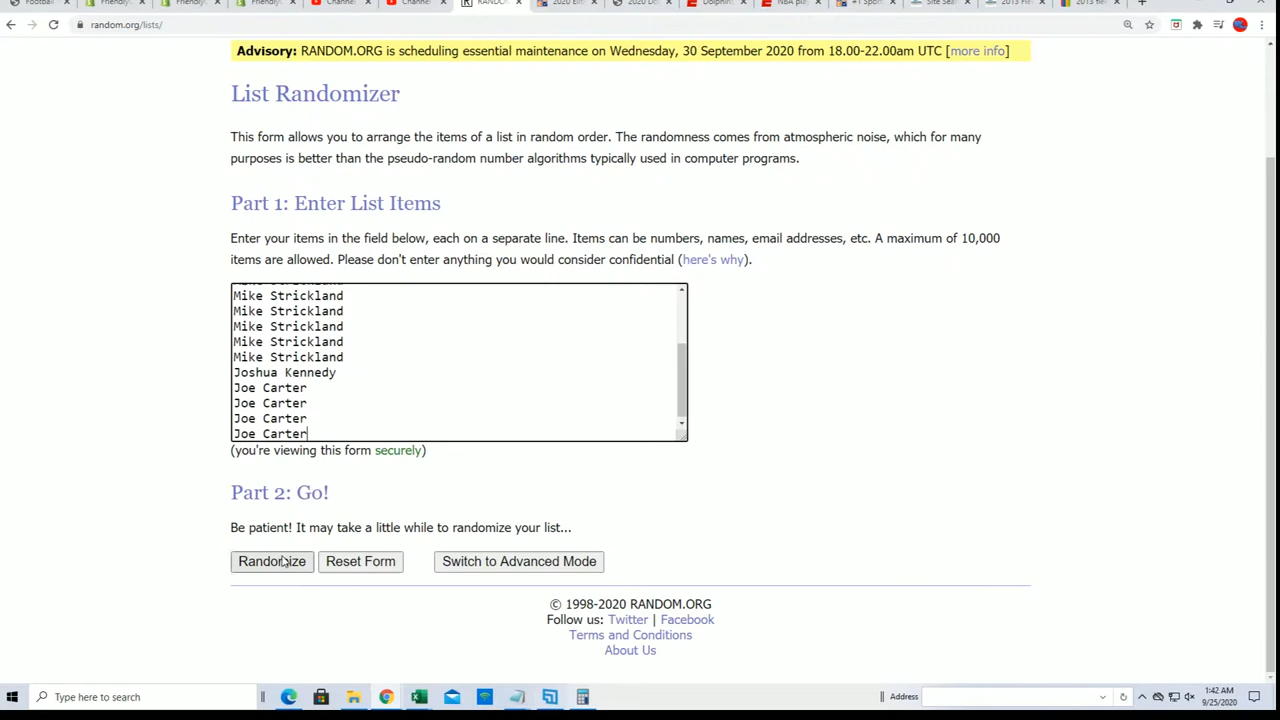 Football
Friendly
Friendly
Friendly
Channel
Channel
RANDOM
random.org/lists/
Advisory: RANDOM.ORG is scheduling essential maintenance on Wednesday, 30 September 2020 from 18.00-22.00am UTC [more info]
List Randomizer
This form allows you to arrange the items of a list in random order. The randomness comes from atmospheric noise, which for many
purposes is better than the pseudo-random number algorithms typically used in computer programs.
Part 1: Enter List Items
Enter your items in the field below, each on a separate line. Items can be numbers, names, email addresses, etc. A maximum of 10,000
items are allowed. Please don't enter anything you would consider confidential (here's why).
Mike Strickland
Mike Strickland
Mike Strickland
Mike Strickland
Mike Strickland
Joshua Kennedy
Joe Carter
Joe Carter
Joe Carter
Joe Carter
(you're viewing this form securely)
Part 2: Go!
Be patient! It may take a little while to randomize your list...
Randomize Reset Form Switch to Advanced Mode
© 1998-2020 RANDOM.ORG
Follow us: Twitter | Facebook
Terms and Conditions
About Us
Type here to search
Address
1:42 AM
9/25/2020